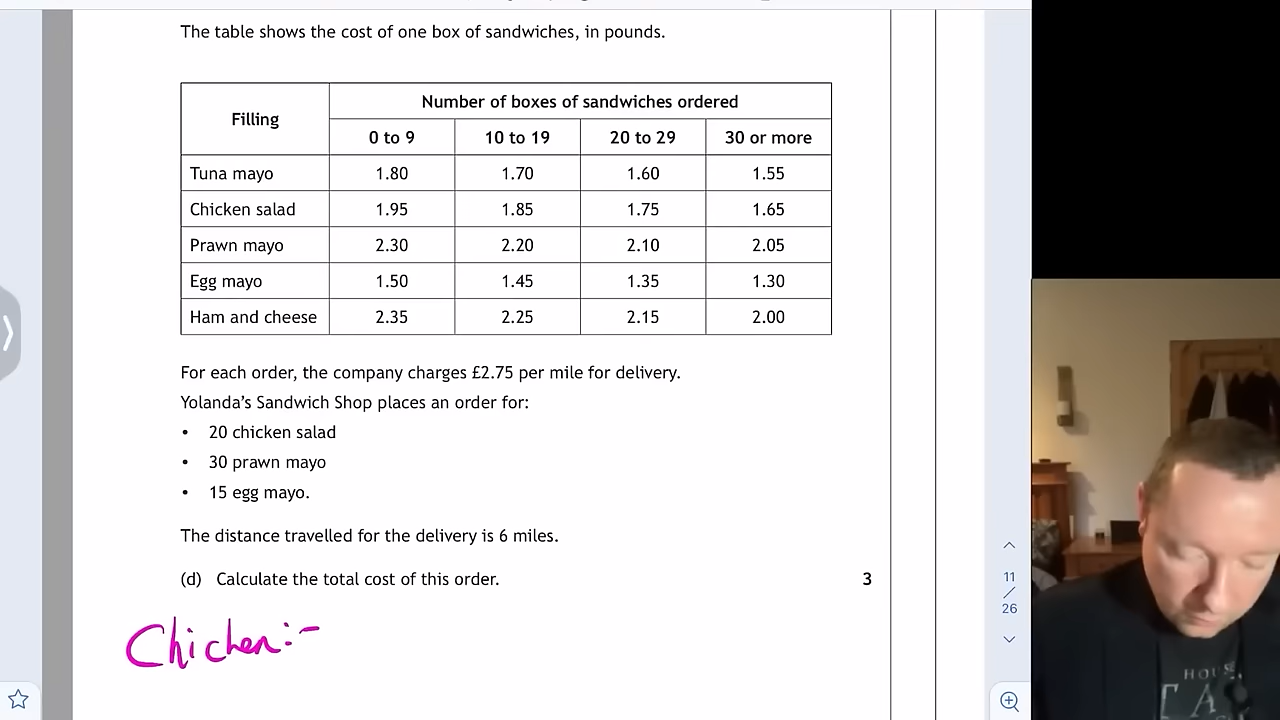 The table shows the cost of one box of sandwiches, in pounds.
Filling
Number of boxes of sandwiches ordered
0 to 9 10 to 19 20 to 29 30 or more
Tuna mayo 1.80 1.70 1.60 1.55
Chicken salad 1.95 1.85 1.75 1.65
Prawn mayo 2.30 2.20 2.10 2.05
Egg mayo 1.50 1.45 1.35 1.30
Ham and cheese 2.35 2.25 2.15 2.00
For each order, the company charges £2.75 per mile for delivery.
Yolanda's Sandwich Shop places an order for:
• 20 chicken salad
• 30 prawn mayo
• 15 egg mayo.
The distance travelled for the delivery is 6 miles.
(d) Calculate the total cost of this order. 3
Chicken:-
11
/
26
HOUSE